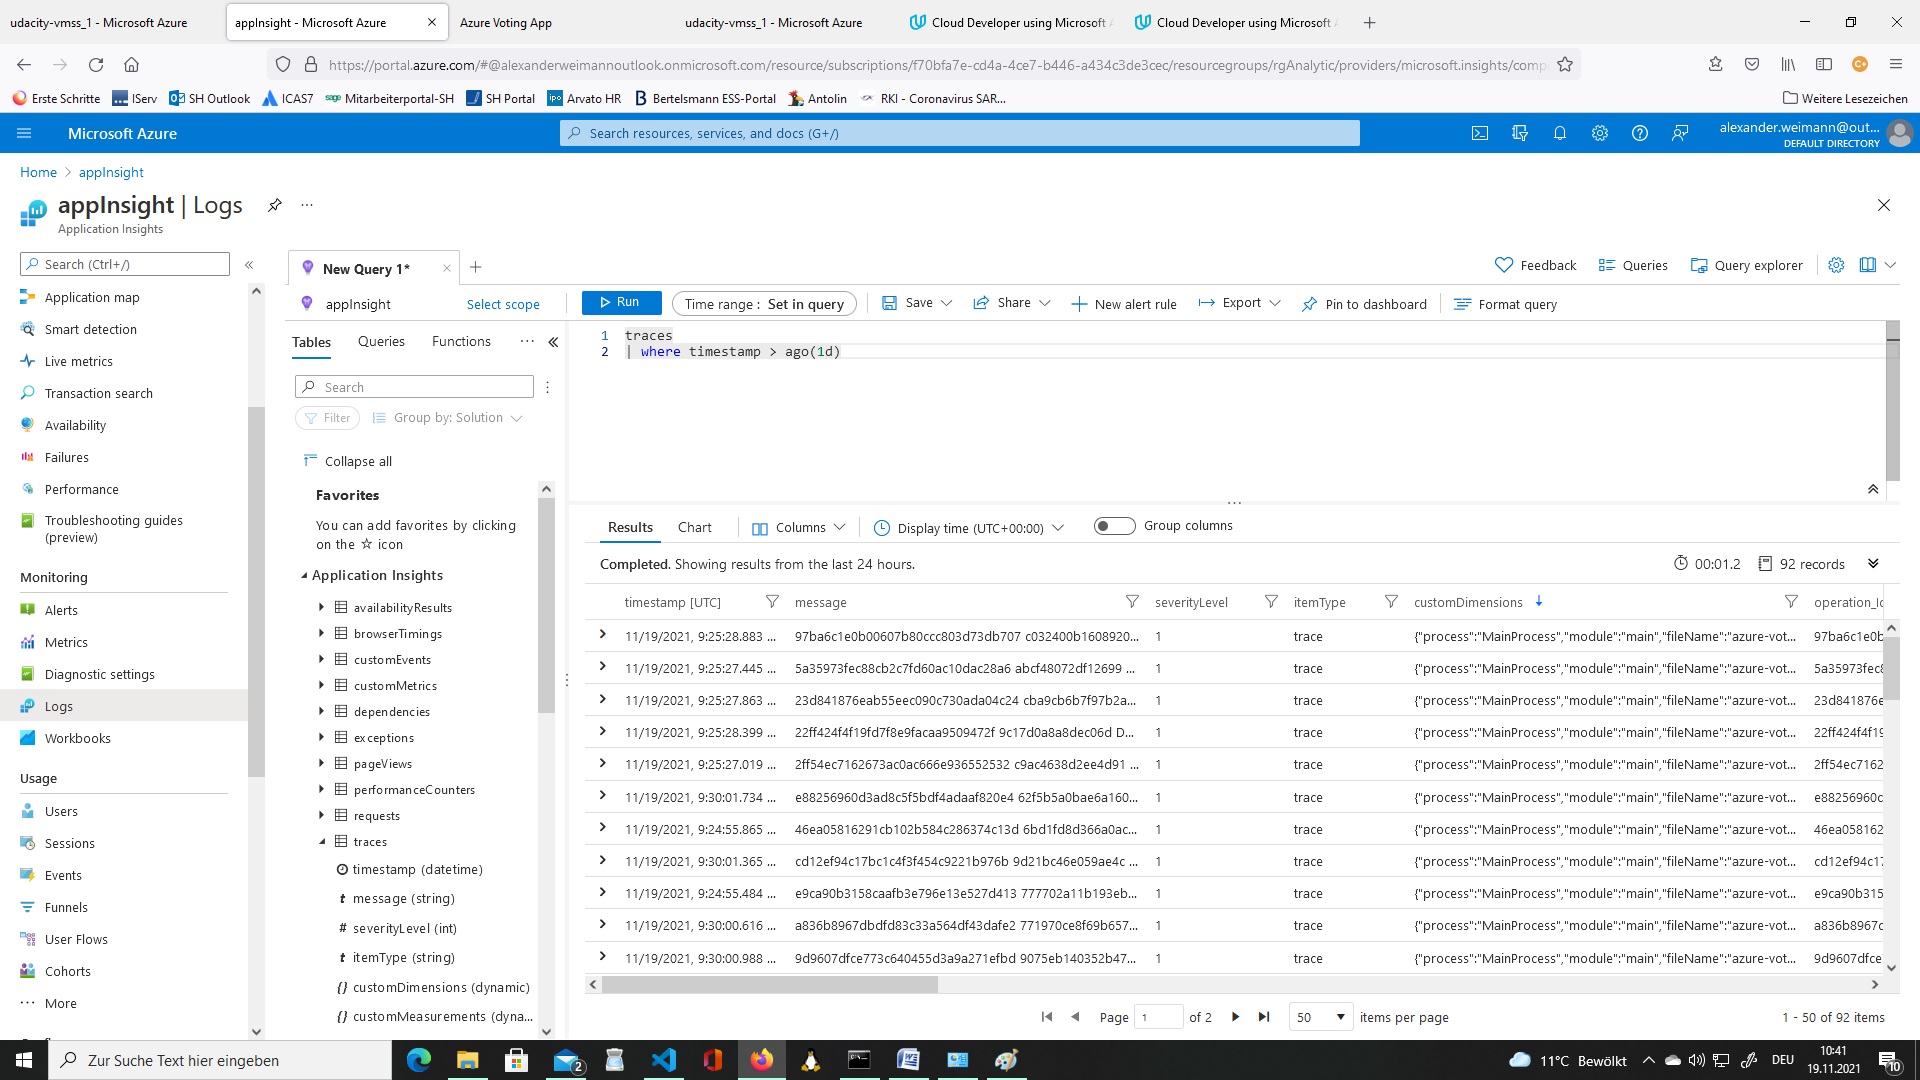 udacity-vmss_1 - Microsoft Azure
appInsight - Microsoft Azure
Azure Voting App
udacity-vmss_1 - Microsoft Azure
Cloud Developer using Microsoft
Cloud Developer using Microsoft
https://portal.azure.com/#@alexanderweimannoutlook.onmicrosoft.com/resource/subscriptions/f70bfa7e-cd4a-4ce7-b446-a434c3de3cec/resourcegroups/rgAnalytic/providers/microsoft.insights/comp
Erste Schritte IServ SH Outlook ICAS7 Mitarbeiterportal-SH SH Portal Arvato HR Bertelsmann ESS-Portal Antolin RKI - Coronavirus SAR... Weitere Lesezeichen
Microsoft Azure
Search resources, services, and docs (G+/)
alexander.weimann@out...
DEFAULT DIRECTORY
Home > appInsight
appInsight | Logs ...
Application Insights
Search (Ctrl+/)
Application map
Smart detection
Live metrics
Transaction search
Availability
Failures
Performance
Troubleshooting guides
(preview)
Monitoring
Alerts
Metrics
Diagnostic settings
Logs
Workbooks
Usage
Users
Sessions
Events
Funnels
User Flows
Cohorts
More
New Query 1*
Feedback Queries Query explorer
appInsight Select scope
Run Time range : Set in query Save Share New alert rule Export Pin to dashboard Format query
Tables Queries Functions ...
Search
Filter Group by: Solution
Collapse all
Favorites
You can add favorites by clicking
on the ☆ icon
Application Insights
availabilityResults
browserTimings
customEvents
customMetrics
dependencies
exceptions
pageViews
performanceCounters
requests
traces
timestamp (datetime)
t message (string)
# severityLevel (int)
t itemType (string)
{} customDimensions (dynamic)
{} customMeasurements (dyna...
1 traces
2 | where timestamp > ago(1d)
Results Chart Columns Display time (UTC+00:00) Group columns
Completed. Showing results from the last 24 hours. 00:01.2 92 records
timestamp [UTC] message severityLevel itemType customDimensions operation_Ic
11/19/2021, 9:25:28.883 ... 97ba6c1e0b00607b80ccc803d73db707 c032400b1608920... 1 trace {"process":"MainProcess","module":"main","fileName":"azure-vot... 97ba6c1e0b
11/19/2021, 9:25:27.445 ... 5a35973fec88cb2c7fd60ac10dac28a6 abcf48072df12699 ... 1 trace {"process":"MainProcess","module":"main","fileName":"azure-vot... 5a35973fec8
11/19/2021, 9:25:27.863 ... 23d841876eab55eec090c730ada04c24 cba9cb6b7f97b2a... 1 trace {"process":"MainProcess","module":"main","fileName":"azure-vot... 23d841876e
11/19/2021, 9:25:28.399 ... 22ff424f4f19fd7f8e9facaa9509472f 9c17d0a8a8dec06d D... 1 trace {"process":"MainProcess","module":"main","fileName":"azure-vot... 22ff424f4f19
11/19/2021, 9:25:27.019 ... 2ff54ec7162673ac0ac666e936552532 c9ac4638d2ee4d91 ... 1 trace {"process":"MainProcess","module":"main","fileName":"azure-vot... 2ff54ec7162
11/19/2021, 9:30:01.734 ... e88256960d3ad8c5f5bdf4adaaf820e4 62f5b5a0bae6a160... 1 trace {"process":"MainProcess","module":"main","fileName":"azure-vot... e88256960c
11/19/2021, 9:24:55.865 ... 46ea05816291cb102b584c286374c13d 6bd1fd8d366a0ac... 1 trace {"process":"MainProcess","module":"main","fileName":"azure-vot... 46ea058162
11/19/2021, 9:30:01.365 ... cd12ef94c17bc1c4f3f454c9221b976b 9d21bc46e059ae4c ... 1 trace {"process":"MainProcess","module":"main","fileName":"azure-vot... cd12ef94c17
11/19/2021, 9:24:55.484 ... e9ca90b3158caafb3e796e13e527d413 777702a11b193eb... 1 trace {"process":"MainProcess","module":"main","fileName":"azure-vot... e9ca90b315
11/19/2021, 9:30:00.616 ... a836b8967dbdfd83c33a564df43dafe2 771970ce8f69b657... 1 trace {"process":"MainProcess","module":"main","fileName":"azure-vot... a836b8967c
11/19/2021, 9:30:00.988 ... 9d9607dfce773c640455d3a9a271efbd 9075eb140352b47... 1 trace {"process":"MainProcess","module":"main","fileName":"azure-vot... 9d9607dfce
Page 1 of 2 50 items per page 1 - 50 of 92 items
Zur Suche Text hier eingeben
2
11°C Bewölkt
DEU
10:41
19.11.2021
10